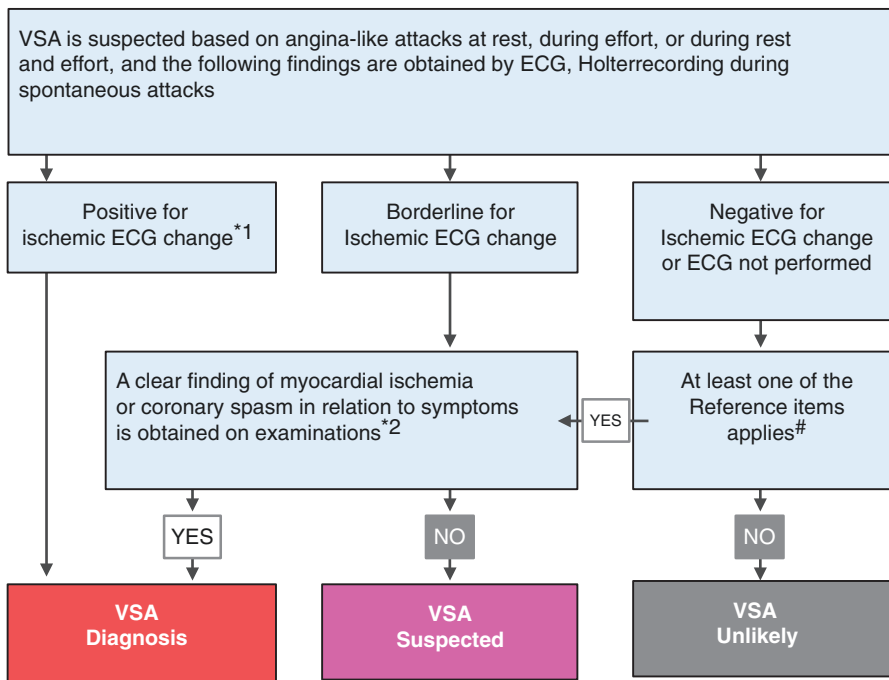 VSA is suspected based on angina-like attacks at rest, during effort, or during rest
and effort, and the following findings are obtained by ECG, Holterrecording during
spontaneous attacks
Positive for
ischemic ECG change*1
Borderline for
Ischemic ECG change
Negative for
Ischemic ECG change
or ECG not performed
A clear finding of myocardial ischemia
or coronary spasm in relation to symptoms
is obtained on examinations*2
YES
At least one of the
Reference items
applies#
YES
NO
NO
VSA
Diagnosis
VSA
Suspected
VSA
Unlikely